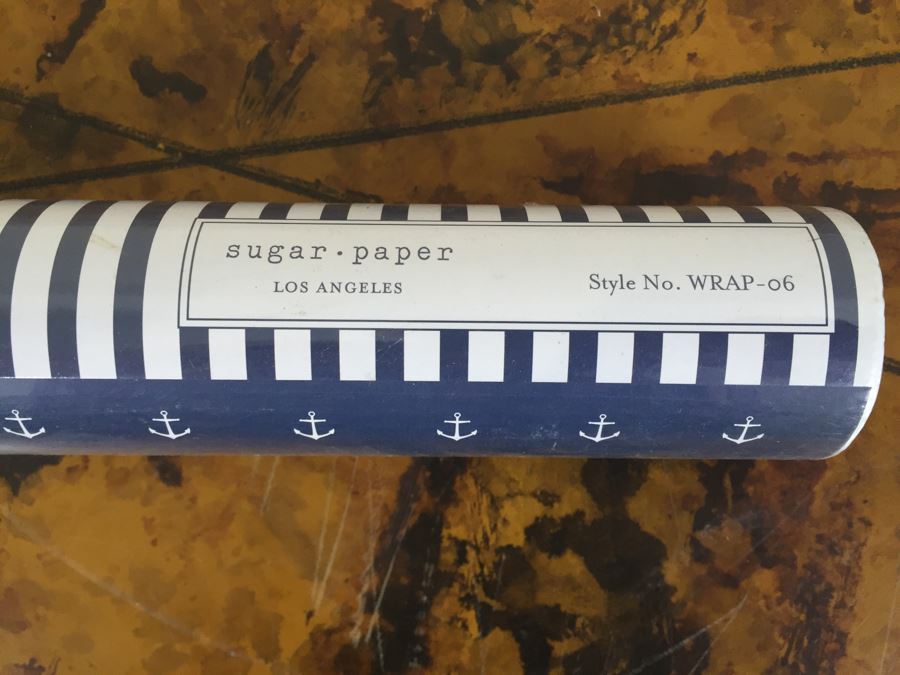 sugar·paper
LOS ANGELES
Style No. WRAP-06